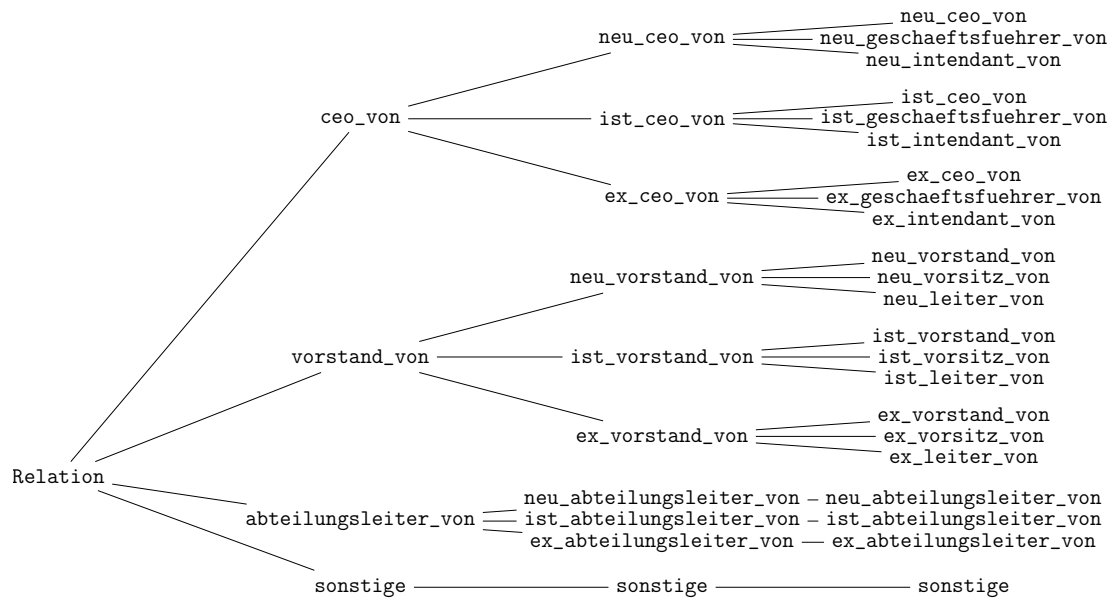 neu_ceo_von
neu_ceo_von
neu_geschaeftsfuehrer_von
neu_intendant_von
ceo_von
ist_ceo_von
ist_ceo_von
ist_geschaeftsfuehrer_von
ist_intendant_von
ex_ceo_von
ex_ceo_von
ex_geschaeftsfuehrer_von
ex_intendant_von
neu_vorstand_von
neu_vorstand_von
neu_vorsitz_von
neu_leiter_von
vorstand_von
ist_vorstand_von
ist_vorstand_von
ist_vorsitz_von
ist_leiter_von
ex_vorstand_von
ex_vorstand_von
ex_vorsitz_von
ex_leiter_von
Relation
abteilungsleiter_von
neu_abteilungsleiter_von
neu_abteilungsleiter_von
ist_abteilungsleiter_von
ist_abteilungsleiter_von
ex_abteilungsleiter_von
ex_abteilungsleiter_von
sonstige
sonstige
sonstige